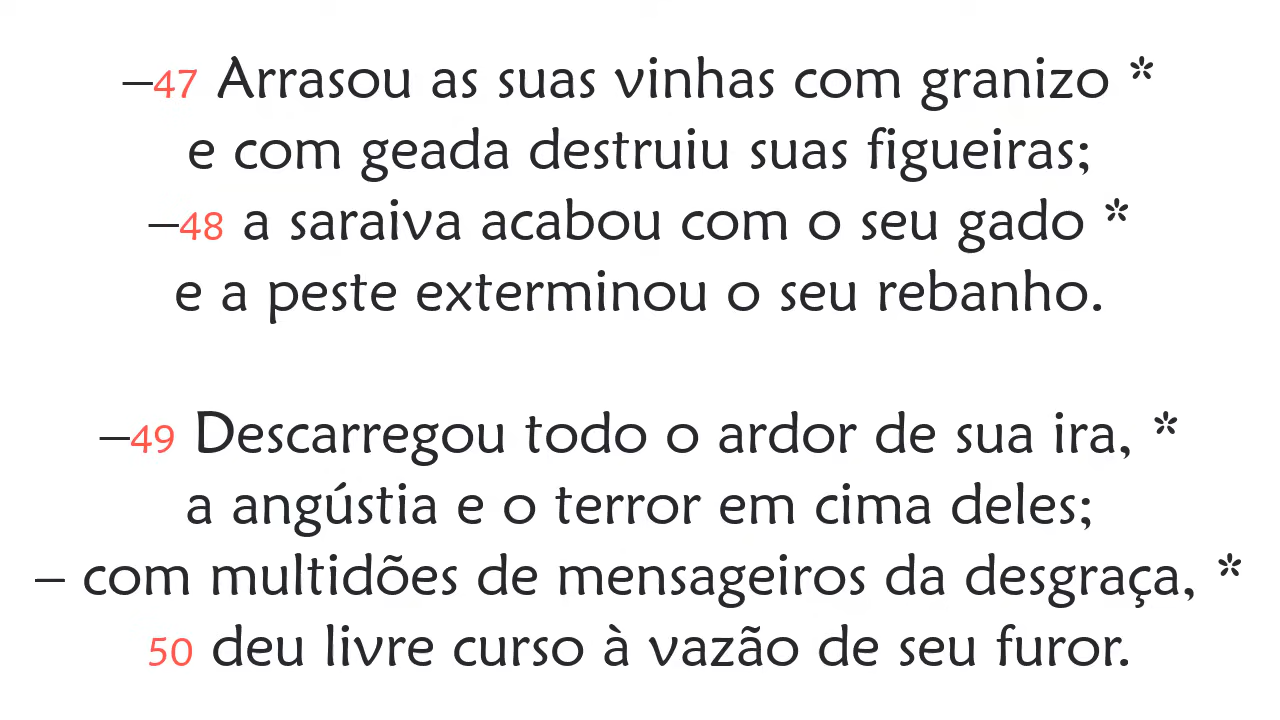 –47 Arrasou as suas vinhas com granizo *
e com geada destruiu suas figueiras;
–48 a saraiva acabou com o seu gado *
e a peste exterminou o seu rebanho.
–49 Descarregou todo o ardor de sua ira, *
a angústia e o terror em cima deles;
– com multidões de mensageiros da desgraça, *
50 deu livre curso à vazão de seu furor.